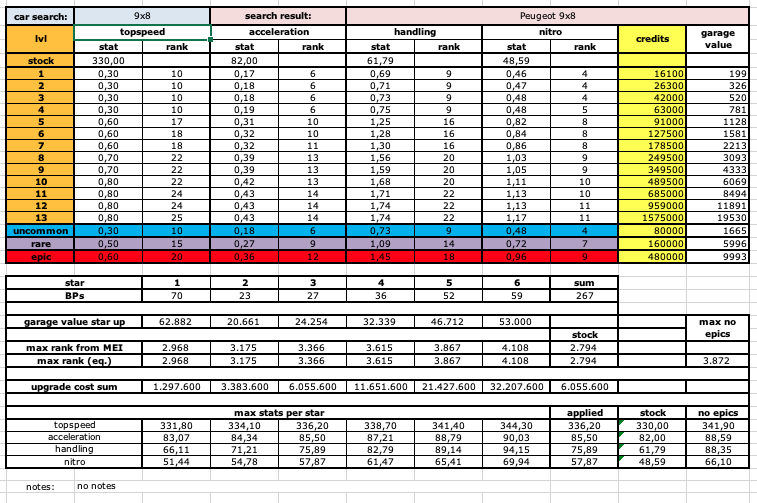 car search: 9x8 search result: Peugeot 9x8
lvl topspeed acceleration handling nitro credits garage value
stat rank stat rank stat rank stat rank
stock 330,00 82,00 61,79 48,59
1 0,30 10 0,17 6 0,69 9 0,46 4 16100 199
2 0,30 10 0,18 6 0,71 9 0,47 4 26300 326
3 0,30 10 0,18 6 0,73 9 0,48 4 42000 520
4 0,30 10 0,19 6 0,75 9 0,48 5 63000 781
5 0,60 17 0,31 10 1,25 16 0,82 8 91000 1128
6 0,60 18 0,32 10 1,28 16 0,84 8 127500 1581
7 0,60 18 0,32 11 1,30 16 0,86 8 178500 2213
8 0,70 22 0,39 13 1,56 20 1,03 9 249500 3093
9 0,70 22 0,39 13 1,59 20 1,05 9 349500 4333
10 0,80 22 0,42 13 1,68 20 1,11 10 489500 6069
11 0,80 24 0,43 14 1,71 22 1,13 10 685000 8494
12 0,80 24 0,43 14 1,74 22 1,13 11 959000 11891
13 0,80 25 0,43 14 1,74 22 1,17 11 1575000 19530
uncommon 0,30 10 0,18 6 0,73 9 0,48 4 80000 1665
rare 0,50 15 0,27 9 1,09 14 0,72 7 160000 5996
epic 0,60 20 0,36 12 1,45 18 0,96 9 480000 9993
star 1 2 3 4 5 6 sum
BPs 70 23 27 36 52 59 267
garage value star up 62.882 20.661 24.254 32.339 46.712 53.000 max no epics
stock
max rank from MEI 2.968 3.175 3.366 3.615 3.867 4.108 2.794
max rank (eq.) 2.968 3.175 3.366 3.615 3.867 4.108 2.794 3.872
upgrade cost sum 1.297.600 3.383.600 6.055.600 11.651.600 21.427.600 32.207.600 6.055.600
max stats per star applied stock no epics
topspeed 331,80 334,10 336,20 338,70 341,40 344,30 336,20 330,00 341,90
acceleration 83,07 84,34 85,50 87,21 88,79 90,03 85,50 82,00 88,59
handling 66,11 71,21 75,89 82,79 89,14 94,15 75,89 61,79 88,35
nitro 51,44 54,78 57,87 61,47 65,41 69,94 57,87 48,59 66,10
notes: no notes